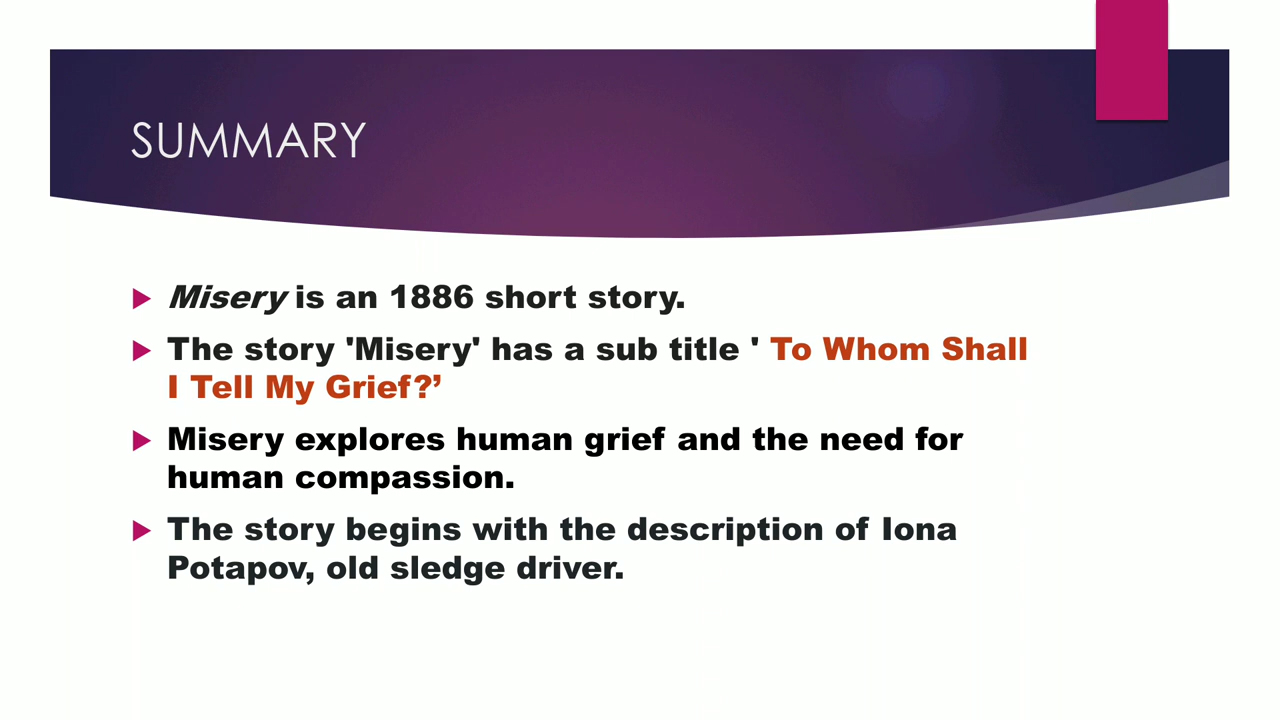 SUMMARY
Misery is an 1886 short story.
The story 'Misery' has a sub title ' To Whom Shall
I Tell My Grief?’
Misery explores human grief and the need for
human compassion.
The story begins with the description of Iona
Potapov, old sledge driver.